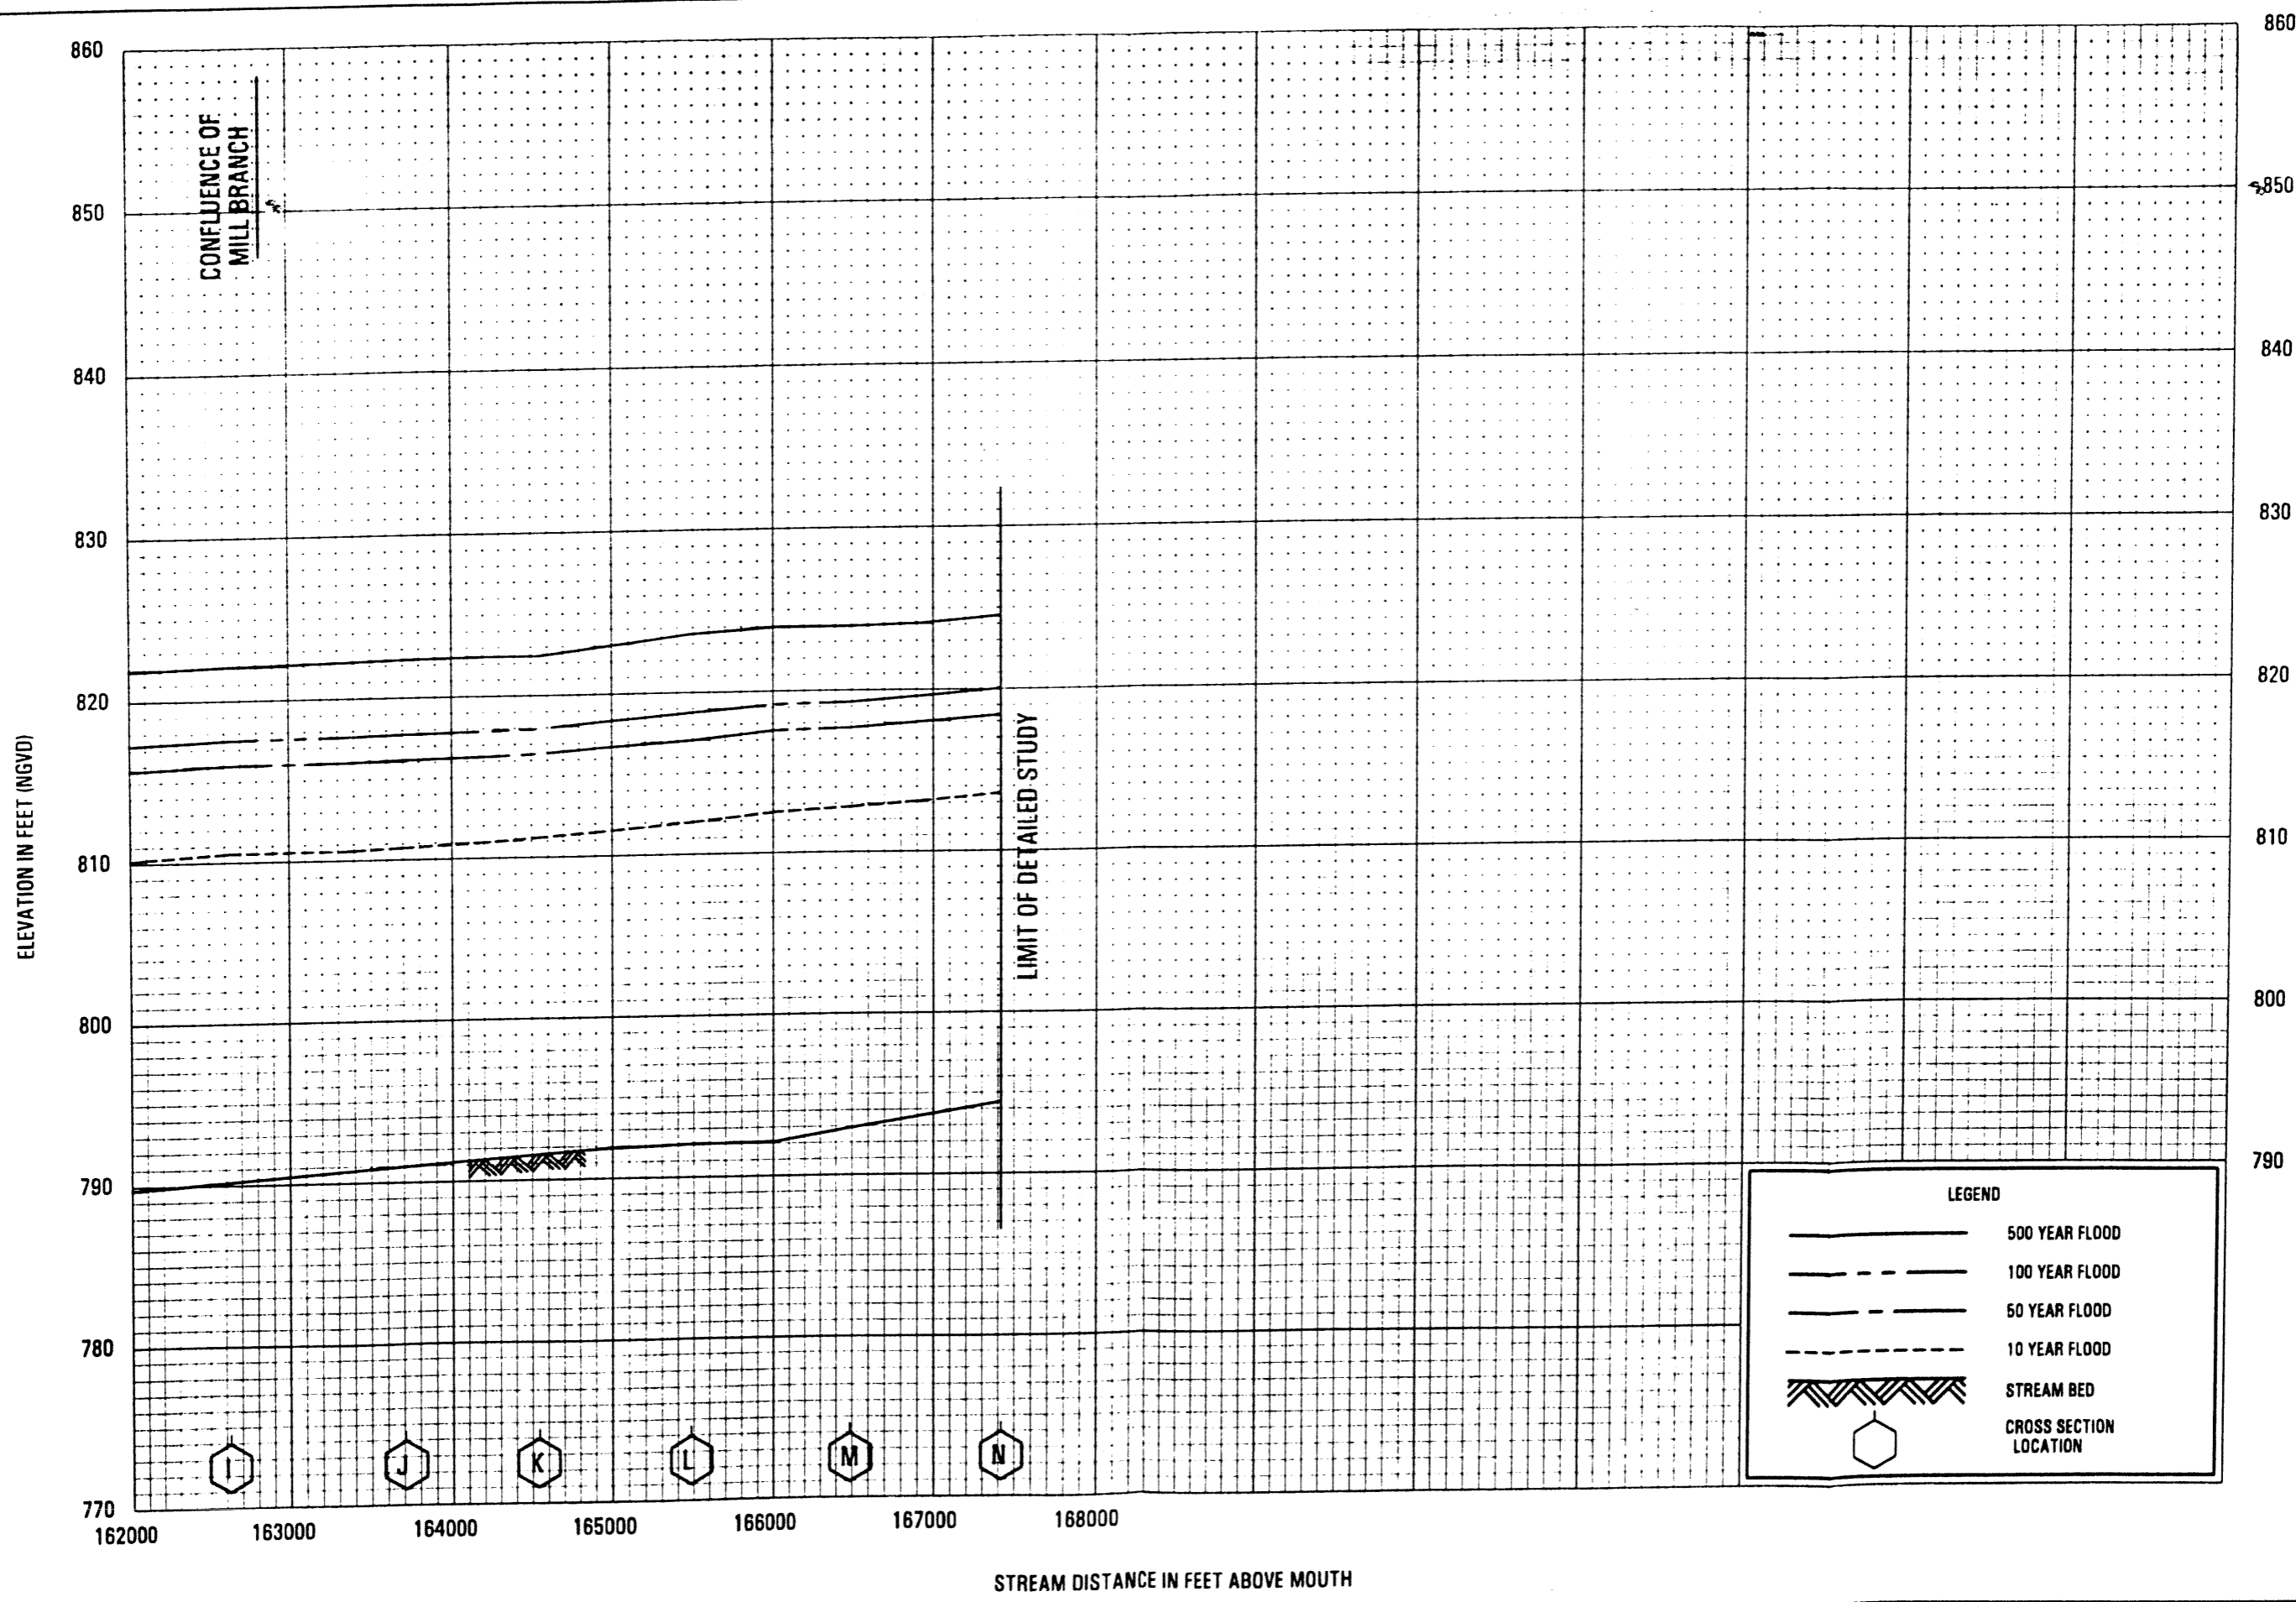 860
850
840
830
820
810
800
790
780
770
ELEVATION IN FEET (NGVD)
CONFLUENCE OF
MILL BRANCH
LIMIT OF DETAILED STUDY
860
850
840
830
820
810
800
790
LEGEND
500 YEAR FLOOD
100 YEAR FLOOD
50 YEAR FLOOD
10 YEAR FLOOD
STREAM BED
CROSS SECTION
LOCATION
I J K L M N
162000 163000 164000 165000 166000 167000 168000
STREAM DISTANCE IN FEET ABOVE MOUTH